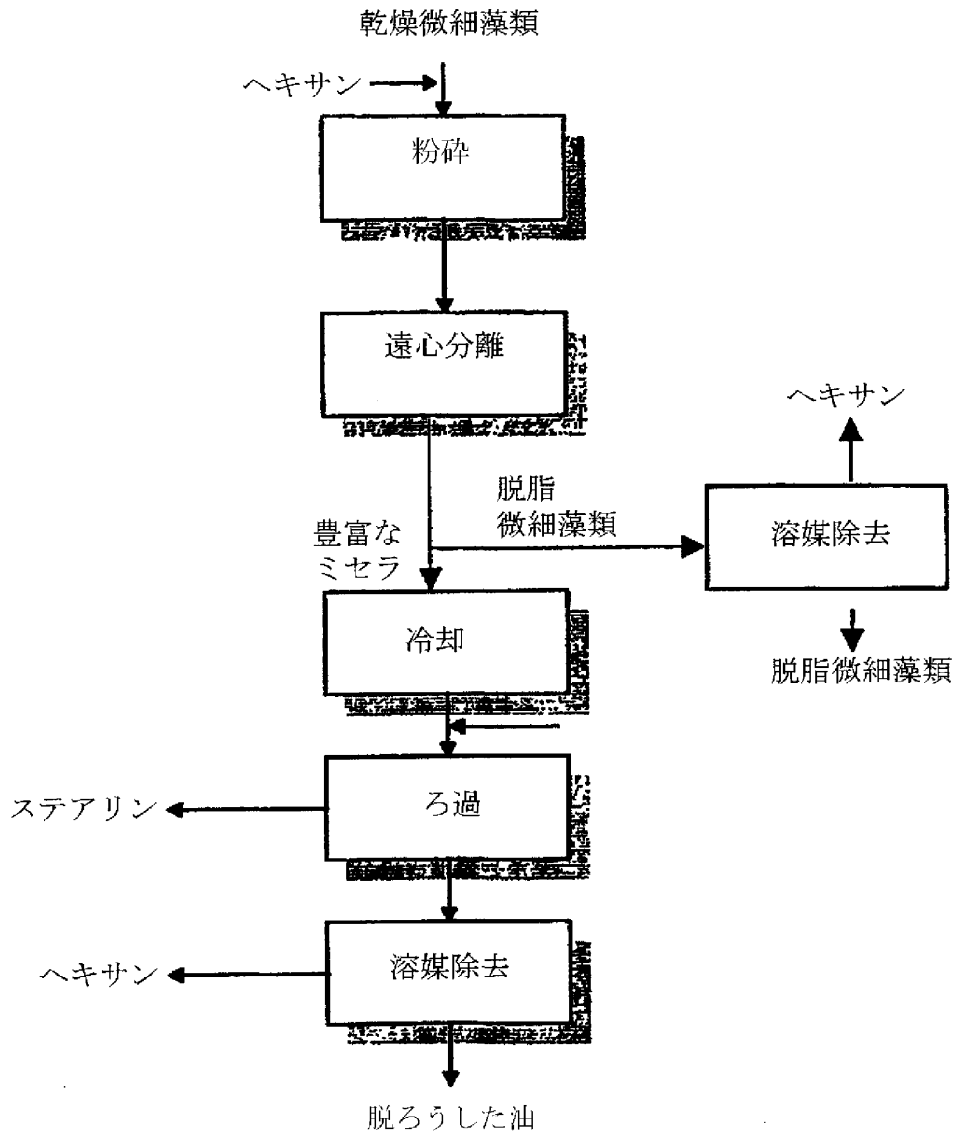 乾燥微細藻類
ヘキサン
粉砕
遠心分離
ヘキサン
脱脂
微細藻類
溶媒除去
豊富な
ミセラ
冷却
脱脂微細藻類
ステアリン
ろ過
ヘキサン
溶媒除去
脱ろうした油